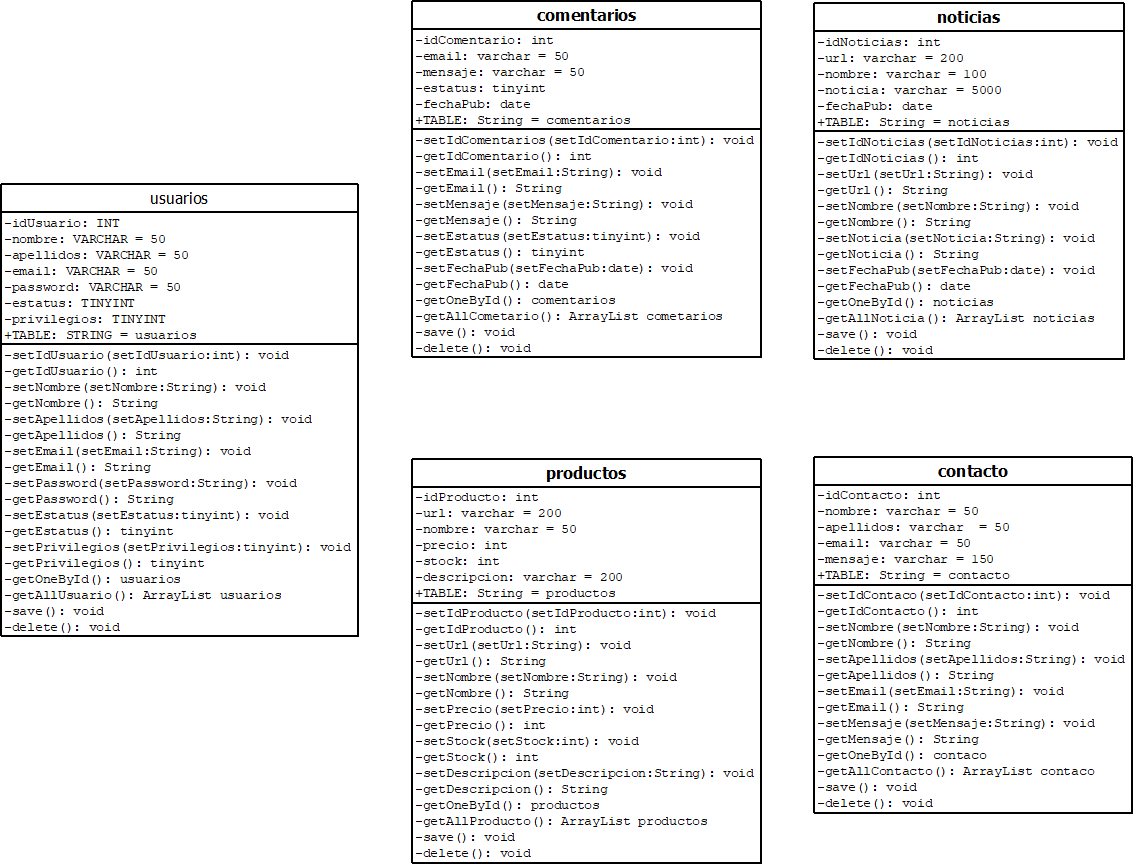 usuarios
-idUsuario: INT
-nombre: VARCHAR = 50
-apellidos: VARCHAR = 50
-email: VARCHAR = 50
-password: VARCHAR = 50
-estatus: TINYINT
-privilegios: TINYINT
+TABLE: STRING = usuarios
-setIdUsuario(setIdUsuario:int): void
-getIdUsuario(): int
-setNombre(setNombre:String): void
-getNombre(): String
-setApellidos(setApellidos:String): void
-getApellidos(): String
-setEmail(setEmail:String): void
-getEmail(): String
-setPassword(setPassword:String): void
-getPassword(): String
-setEstatus(setEstatus:tinyint): void
-getEstatus(): tinyint
-setPrivilegios(setPrivilegios:tinyint): void
-getPrivilegios(): tinyint
-getOneById(): usuarios
-getAllUsuario(): ArrayList usuarios
-save(): void
-delete(): void
comentarios
-idComentario: int
-email: varchar = 50
-mensaje: varchar = 50
-estatus: tinyint
-fechaPub: date
+TABLE: String = comentarios
-setIdComentarios(setIdComentario:int): void
-getIdComentario(): int
-setEmail(setEmail:String): void
-getEmail(): String
-setMensaje(setMensaje:String): void
-getMensaje(): String
-setEstatus(setEstatus:tinyint): void
-getEstatus(): tinyint
-setFechaPub(setFechaPub:date): void
-getFechaPub(): date
-getOneById(): comentarios
-getAllCometario(): ArrayList cometarios
-save(): void
-delete(): void
noticias
-idNoticias: int
-url: varchar = 200
-nombre: varchar = 100
-noticia: varchar = 5000
-fechaPub: date
+TABLE: String = noticias
-setIdNoticias(setIdNoticias:int): void
-getIdNoticias(): int
-setUrl(setUrl:String): void
-getUrl(): String
-setNombre(setNombre:String): void
-getNombre(): String
-setNoticia(setNoticia:String): void
-getNoticia(): String
-setFechaPub(setFechaPub:date): void
-getFechaPub(): date
-getOneById(): noticias
-getAllNoticia(): ArrayList noticias
-save(): void
-delete(): void
productos
-idProducto: int
-url: varchar = 200
-nombre: varchar = 50
-precio: int
-stock: int
-descripcion: varchar = 200
+TABLE: String = productos
-setIdProducto(setIdProducto:int): void
-getIdProducto(): int
-setUrl(setUrl:String): void
-getUrl(): String
-setNombre(setNombre:String): void
-getNombre(): String
-setPrecio(setPrecio:int): void
-getPrecio(): int
-setStock(setStock:int): void
-getStock(): int
-setDescripcion(setDescripcion:String): void
-getDescripcion(): String
-getOneById(): productos
-getAllProducto(): ArrayList productos
-save(): void
-delete(): void
contacto
-idContacto: int
-nombre: varchar = 50
-apellidos: varchar  = 50
-email: varchar = 50
-mensaje: varchar = 150
+TABLE: String = contacto
-setIdContaco(setIdContacto:int): void
-getIdContacto(): int
-setNombre(setNombre:String): void
-getNombre(): String
-setApellidos(setApellidos:String): void
-getApellidos(): String
-setEmail(setEmail:String): void
-getEmail(): String
-setMensaje(setMensaje:String): void
-getMensaje(): String
-getOneById(): contaco
-getAllContacto(): ArrayList contaco
-save(): void
-delete(): void